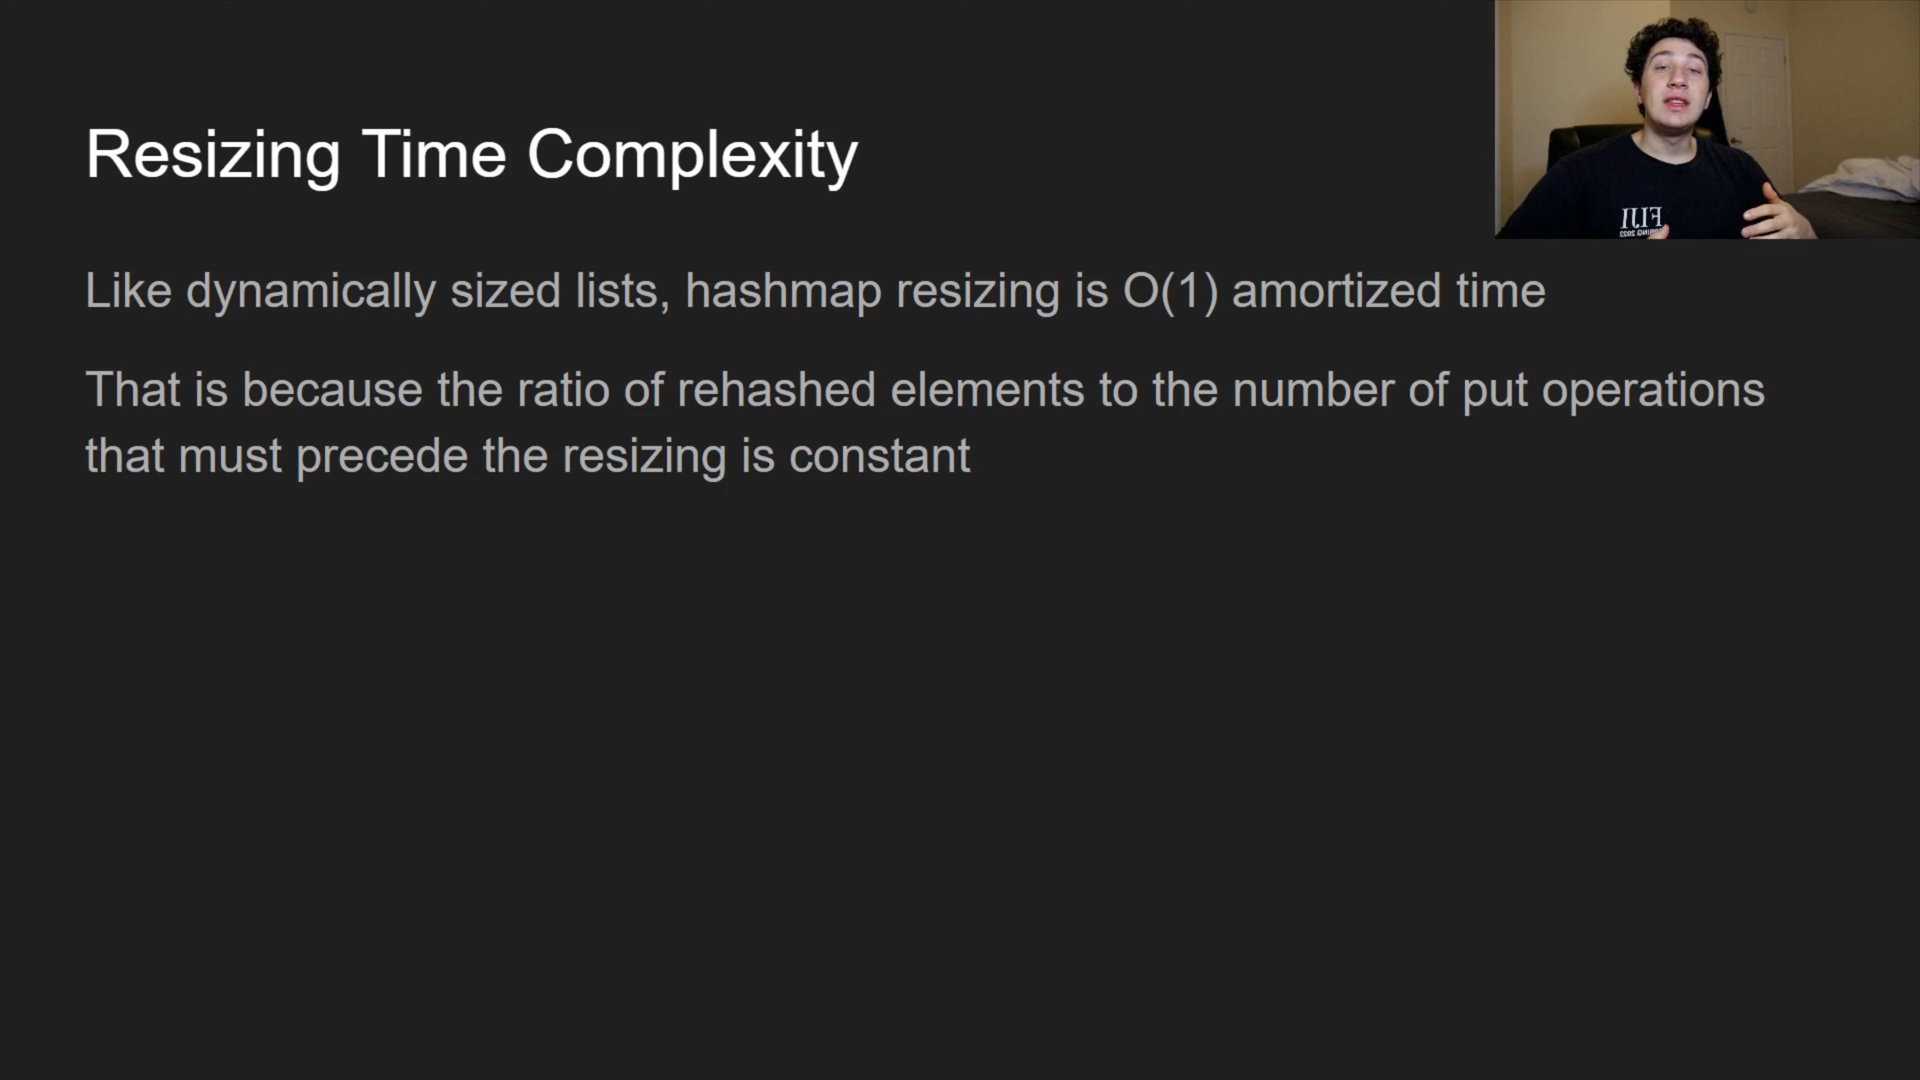 Resizing Time Complexity
Like dynamically sized lists, hashmap resizing is O(1) amortized time
That is because the ratio of rehashed elements to the number of put operations
that must precede the resizing is constant
FIJI